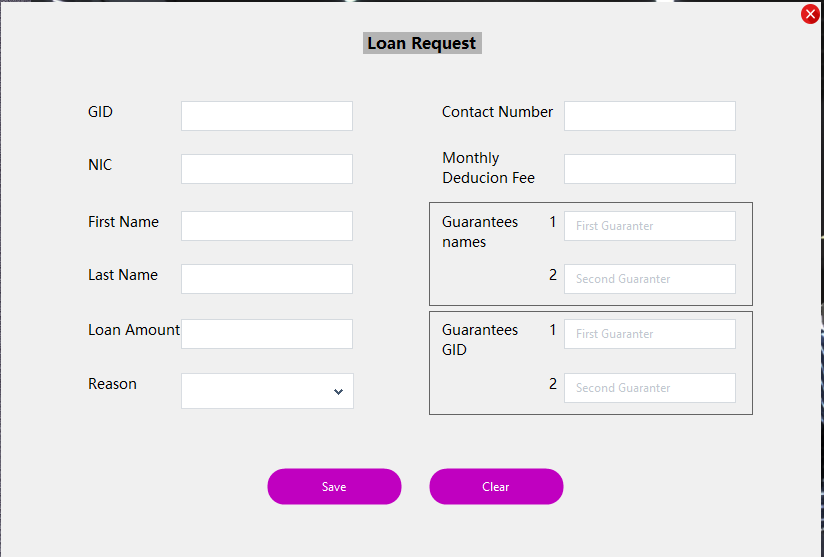 Loan Request
GID
Contact Number
NIC
Monthly
Deducion Fee
First Name
Guarantees
names
1
First Guaranter
Last Name
2
Second Guaranter
Loan Amount
Guarantees
GID
1
First Guaranter
Reason
2
Second Guaranter
Save
Clear